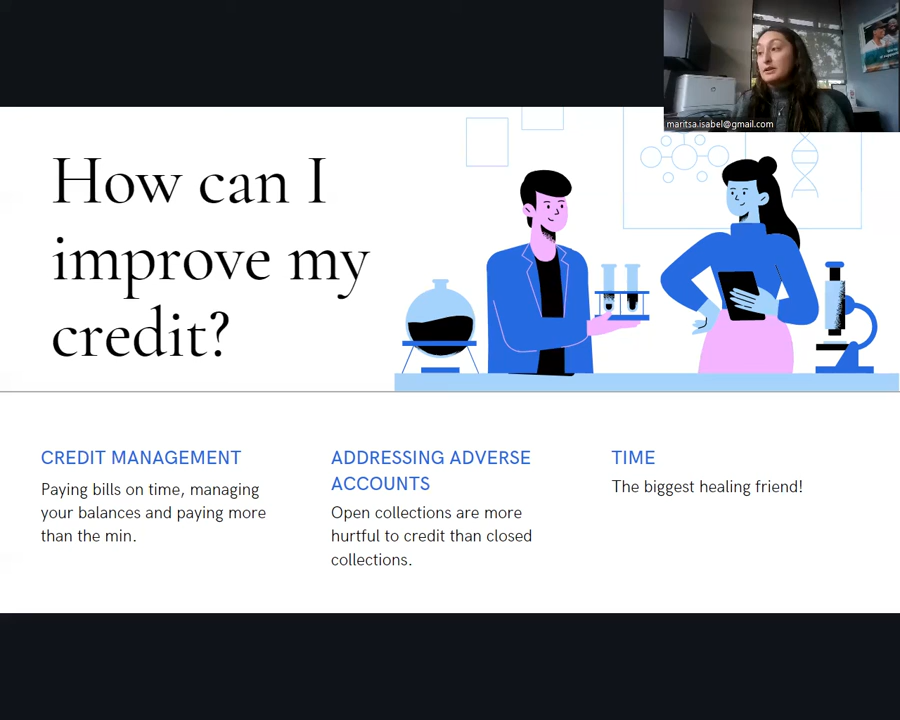 maritsa.isabel@gmail.com
How can I
improve my
credit?
CREDIT MANAGEMENT
Paying bills on time, managing
your balances and paying more
than the min.
ADDRESSING ADVERSE
ACCOUNTS
Open collections are more
hurtful to credit than closed
collections.
TIME
The biggest healing friend!